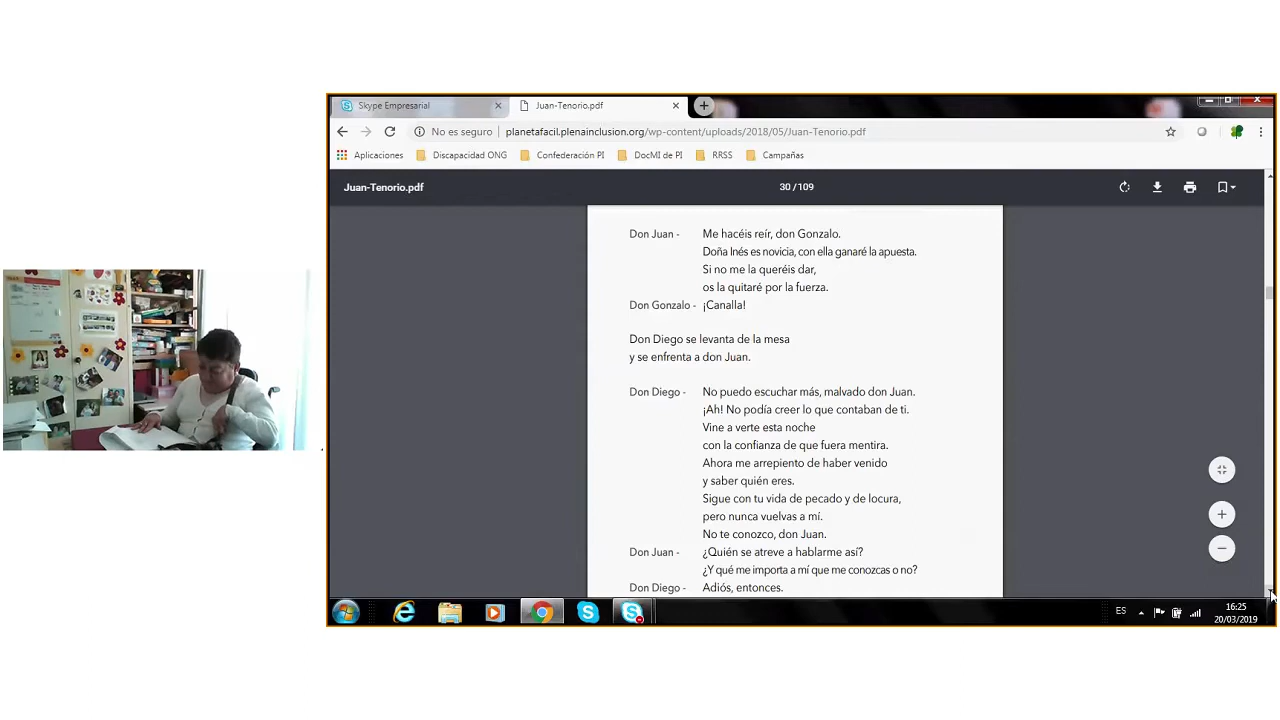 Skype Empresarial
Juan-Tenorio.pdf
No es seguro
planetafacil.plenainclusion.org/wp-content/uploads/2018/05/Juan-Tenorio.pdf
Aplicaciones
Discapacidad ONG
Confederación PI
DocMI de PI
RRSS
Campañas
Juan-Tenorio.pdf
30 / 109
Don Juan - Me hacéis reír, don Gonzalo.
Doña Inés es novicia, con ella ganaré la apuesta.
Si no me la queréis dar,
os la quitaré por la fuerza.
Don Gonzalo - ¡Canalla!
Don Diego se levanta de la mesa
y se enfrenta a don Juan.
Don Diego - No puedo escuchar más, malvado don Juan.
¡Ah! No podía creer lo que contaban de ti.
Vine a verte esta noche
con la confianza de que fuera mentira.
Ahora me arrepiento de haber venido
y saber quién eres.
Sigue con tu vida de pecado y de locura,
pero nunca vuelvas a mí.
No te conozco, don Juan.
Don Juan - ¿Quién se atreve a hablarme así?
¿Y qué me importa a mí que me conozcas o no?
Don Diego - Adiós, entonces.
ES
16:25
20/03/2019